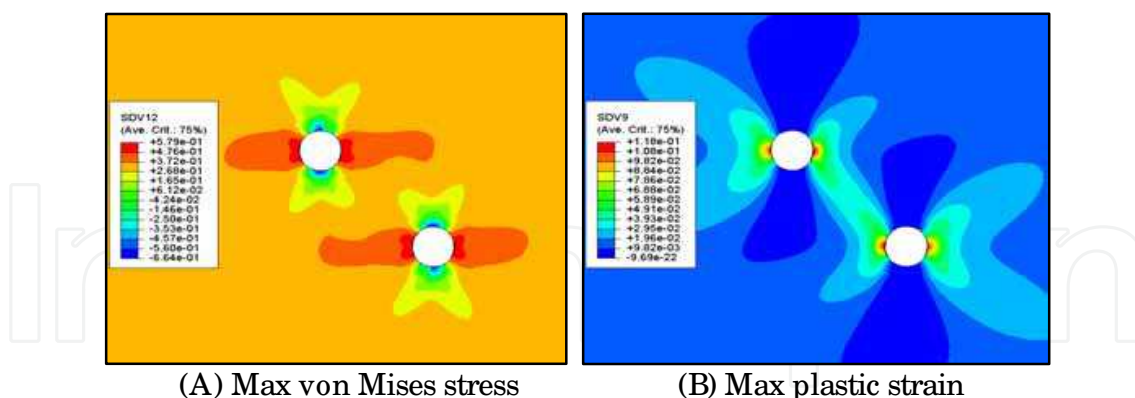 SDV12
(Ave. Crit.: 75%)
+5.79e-01
+4.76e-01
+3.72e-01
+2.68e-01
+1.65e-01
+6.12e-02
-4.24e-02
-1.46e-01
-2.50e-01
-3.53e-01
-4.57e-01
-5.60e-01
-6.64e-01
SDV9
(Ave. Crit.: 75%)
+1.18e-01
+1.08e-01
+9.82e-02
+8.84e-02
+7.86e-02
+6.88e-02
+5.89e-02
+4.91e-02
+3.93e-02
+2.95e-02
+1.96e-02
+9.82e-03
-9.69e-22
(A) Max von Mises stress
(B) Max plastic strain